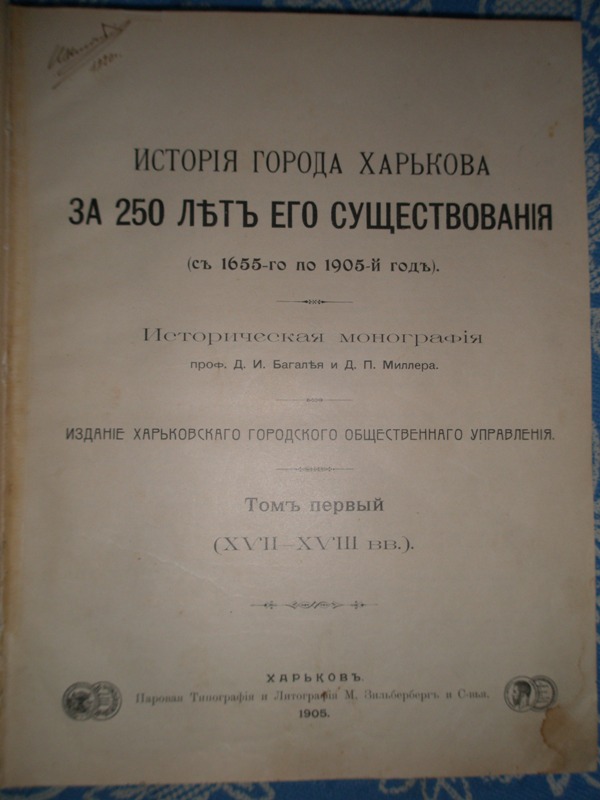 1920 г.
ИСТОРІЯ ГОРОДА ХАРЬКОВА
ЗА 250 ЛѢТЪ ЕГО СУЩЕСТВОВАНІЯ
(съ 1655-го по 1905-й годъ).
Историческая монографія
проф. Д. И. Багалѣя и Д. П. Миллера.
ИЗДАНІЕ ХАРЬКОВСКАГО ГОРОДСКОГО ОБЩЕСТВЕННАГО УПРАВЛЕНІЯ.
Томъ первый
(XVII—XVIII вв.).
ХАРЬКОВЪ.
Паровая Типографія и Литографія М. Зильбербергъ и С-вья.
1905.